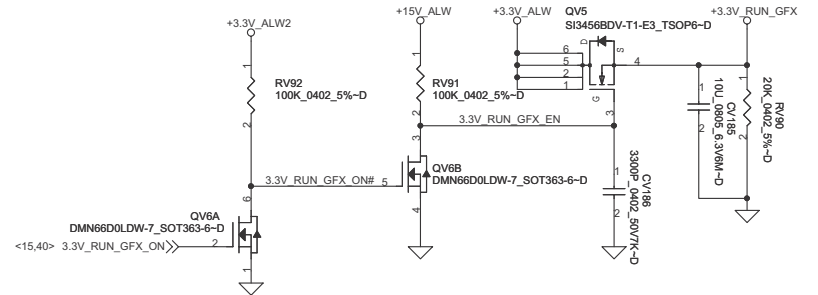 +3.3V_ALW2
+15V_ALW
+3.3V_ALW
QV5
SI3456BDV-T1-E3_TSOP6~D
+3.3V_RUN_GFX
1
RV92
100K_0402_5%~D
2
1
RV91
100K_0402_5%~D
2
6
5
2
1
D
S
G
4
3
3.3V_RUN_GFX_EN
1
CV185
10U_0805_6.3V6M~D
2
1
RV90
20K_0402_5%~D
2
3
QV6B
DMN66D0LDW-7_SOT363-6~D
3.3V_RUN_GFX_ON# 5
4
1
CV186
3300P_0402_50V7K~D
2
6
QV6A
DMN66D0LDW-7_SOT363-6~D
<15,40> 3.3V_RUN_GFX_ON 2
1